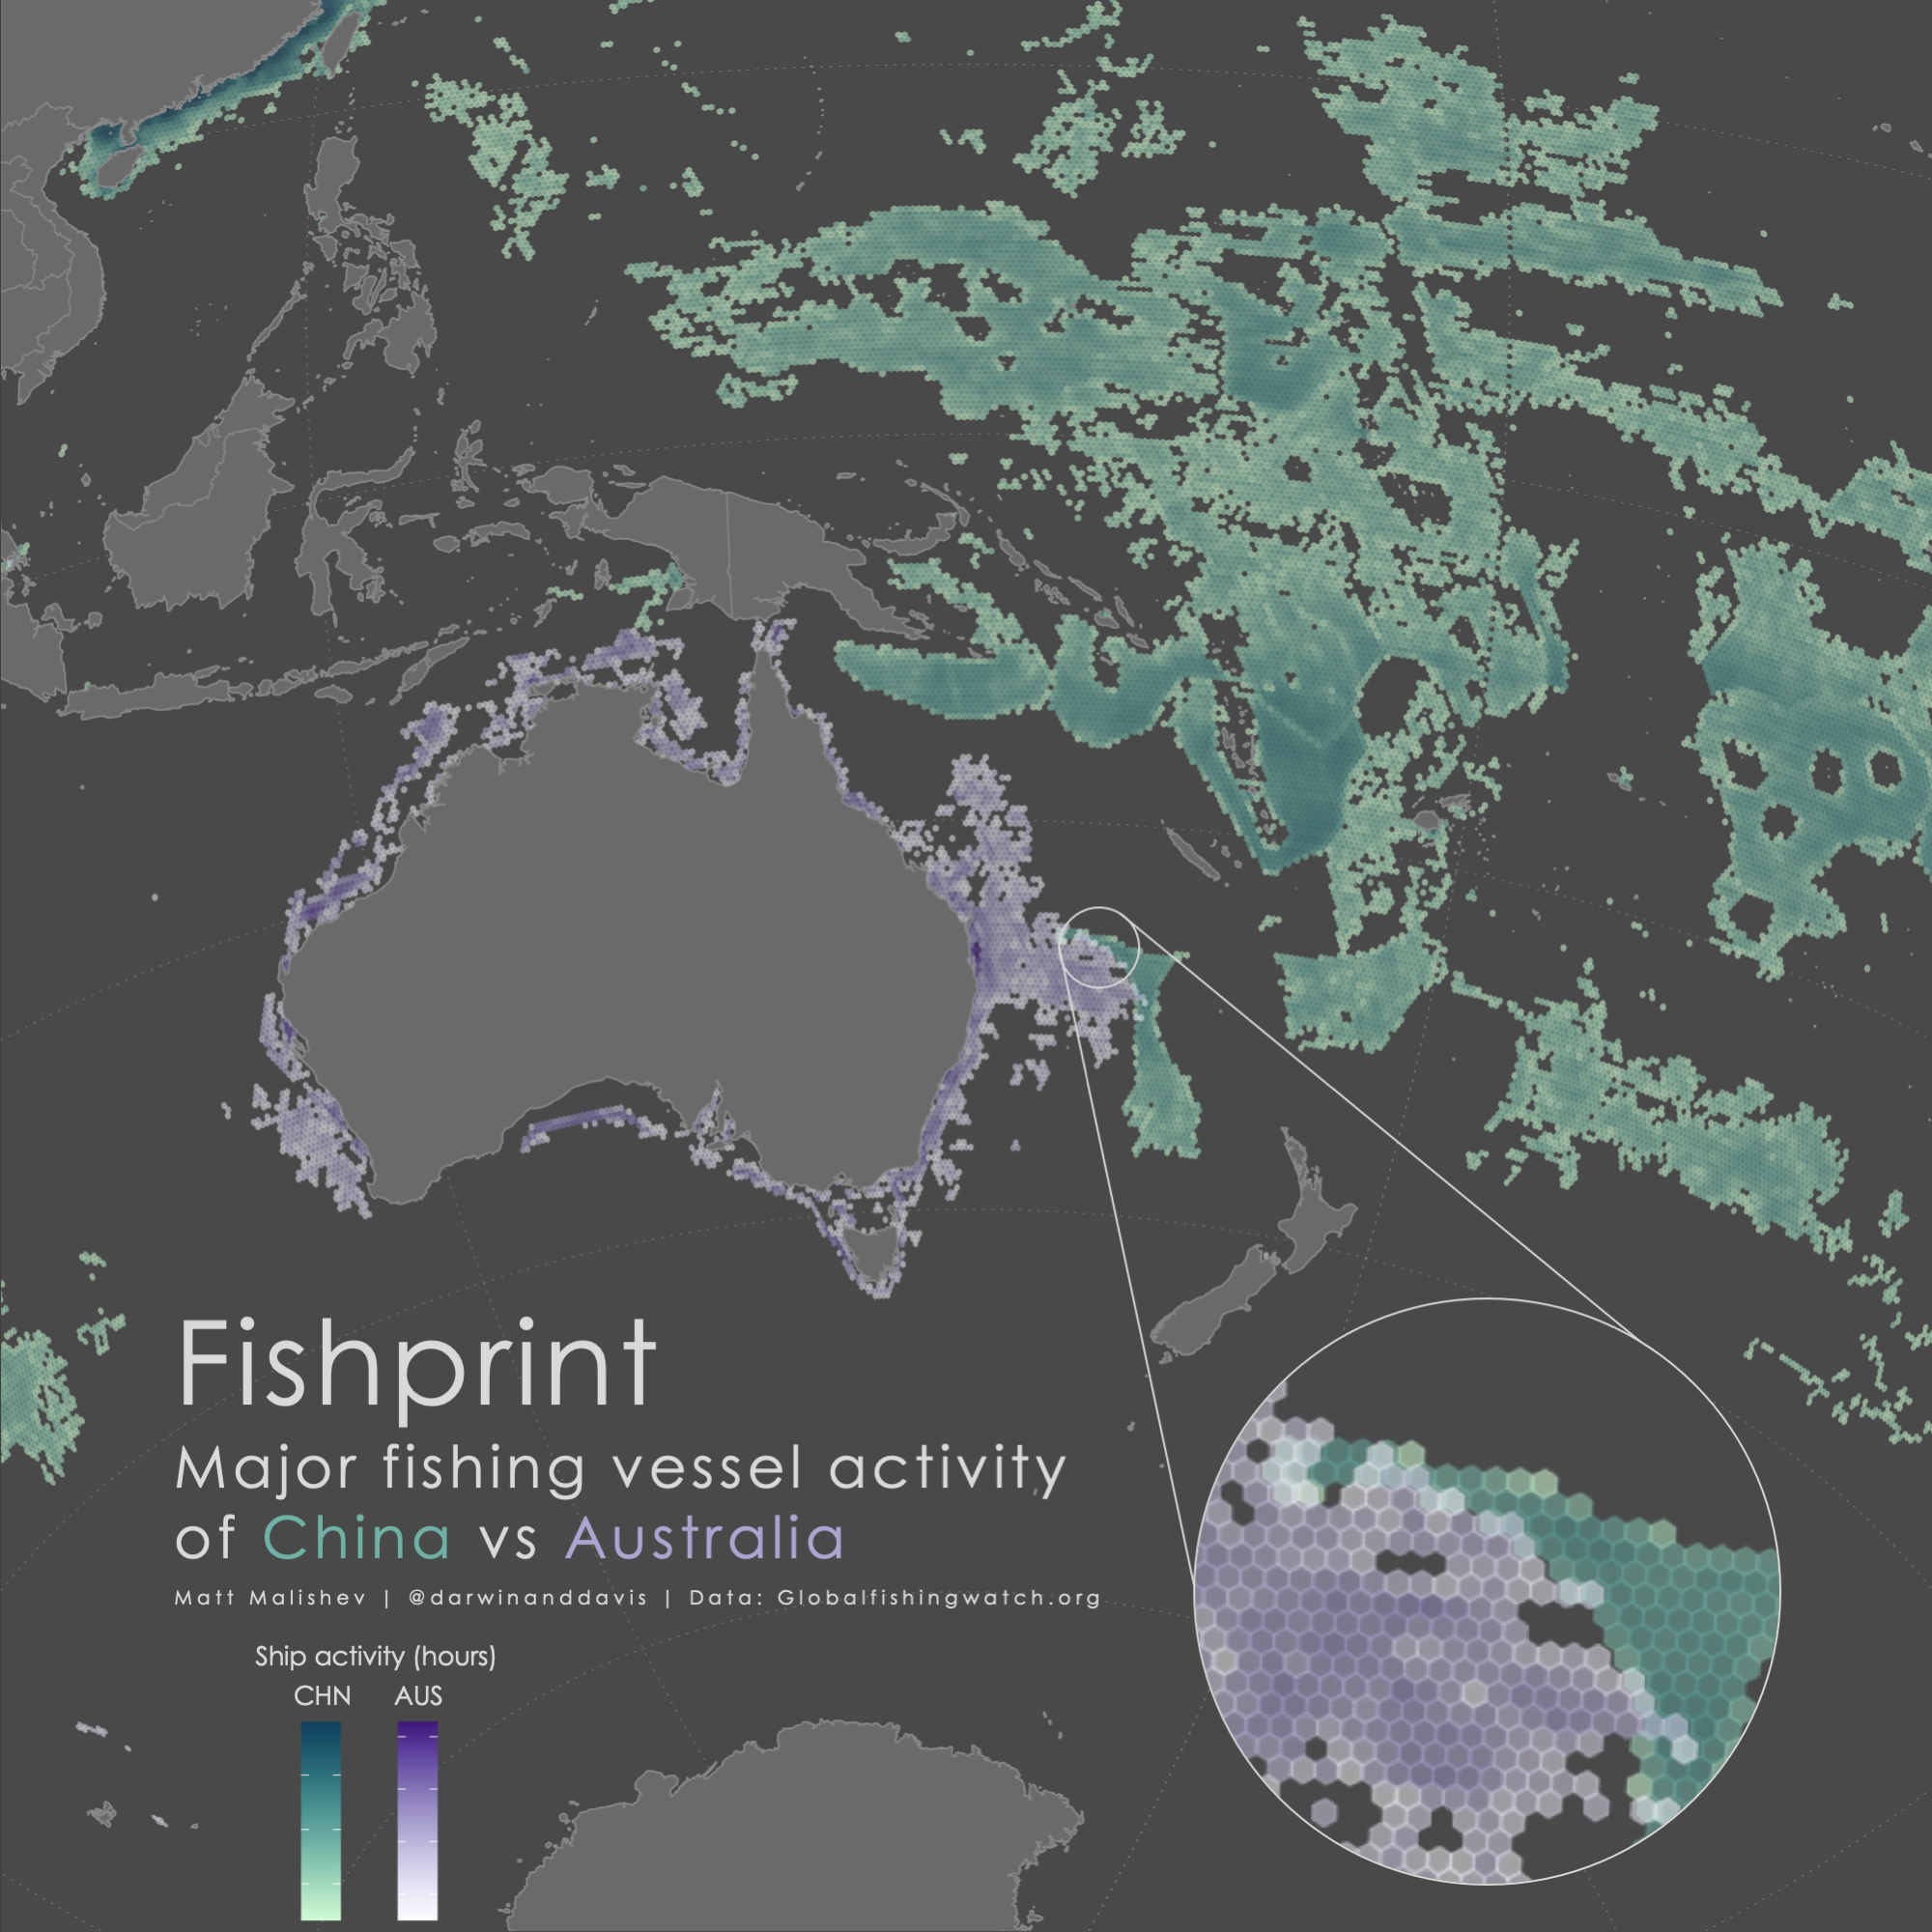 Fishprint
Major fishing vessel activity
of China vs Australia
Matt Malishev | @darwinanddavis | Data: Globalfishingwatch.org
Ship activity (hours)
CHN AUS